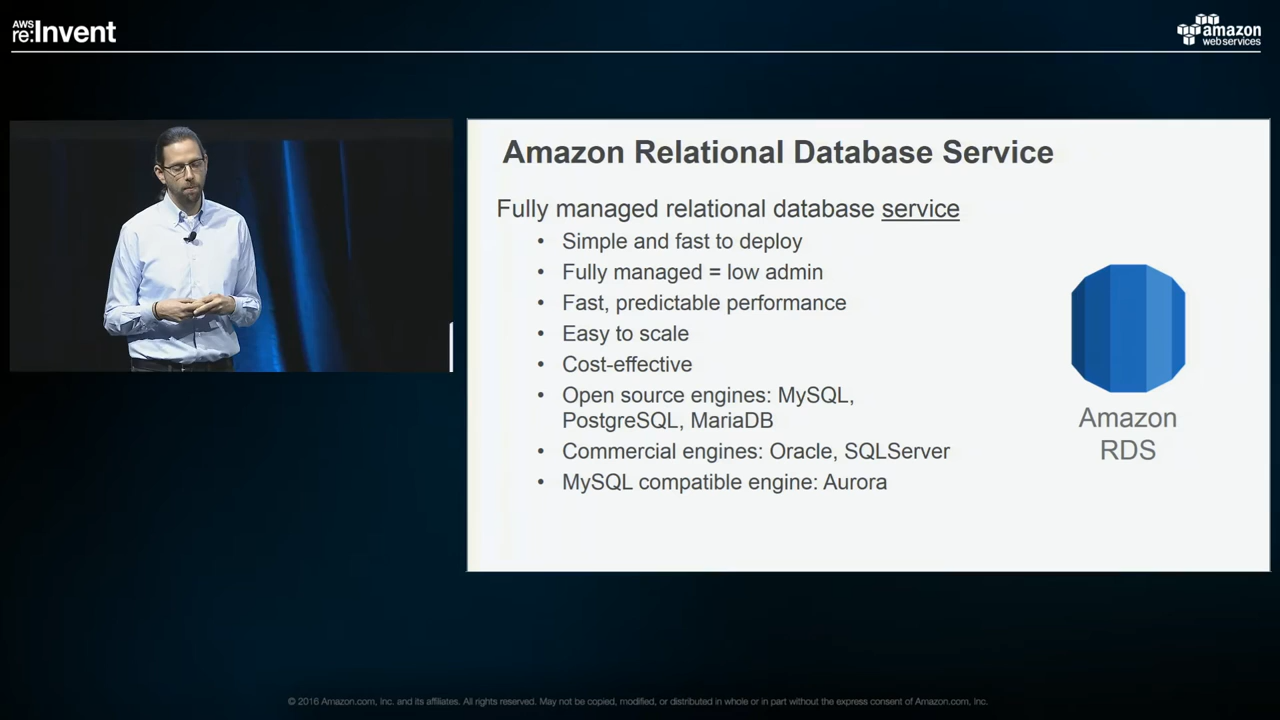 AWS
re:Invent
amazon
webservices
Amazon Relational Database Service
Fully managed relational database service
• Simple and fast to deploy
• Fully managed = low admin
• Fast, predictable performance
• Easy to scale
• Cost-effective
• Open source engines: MySQL,
PostgreSQL, MariaDB
• Commercial engines: Oracle, SQLServer
• MySQL compatible engine: Aurora
Amazon
RDS
© 2016 Amazon.com, Inc. and its affiliates. All rights reserved. May not be copied, modified, or distributed in whole or in part without the express consent of Amazon.com, Inc.